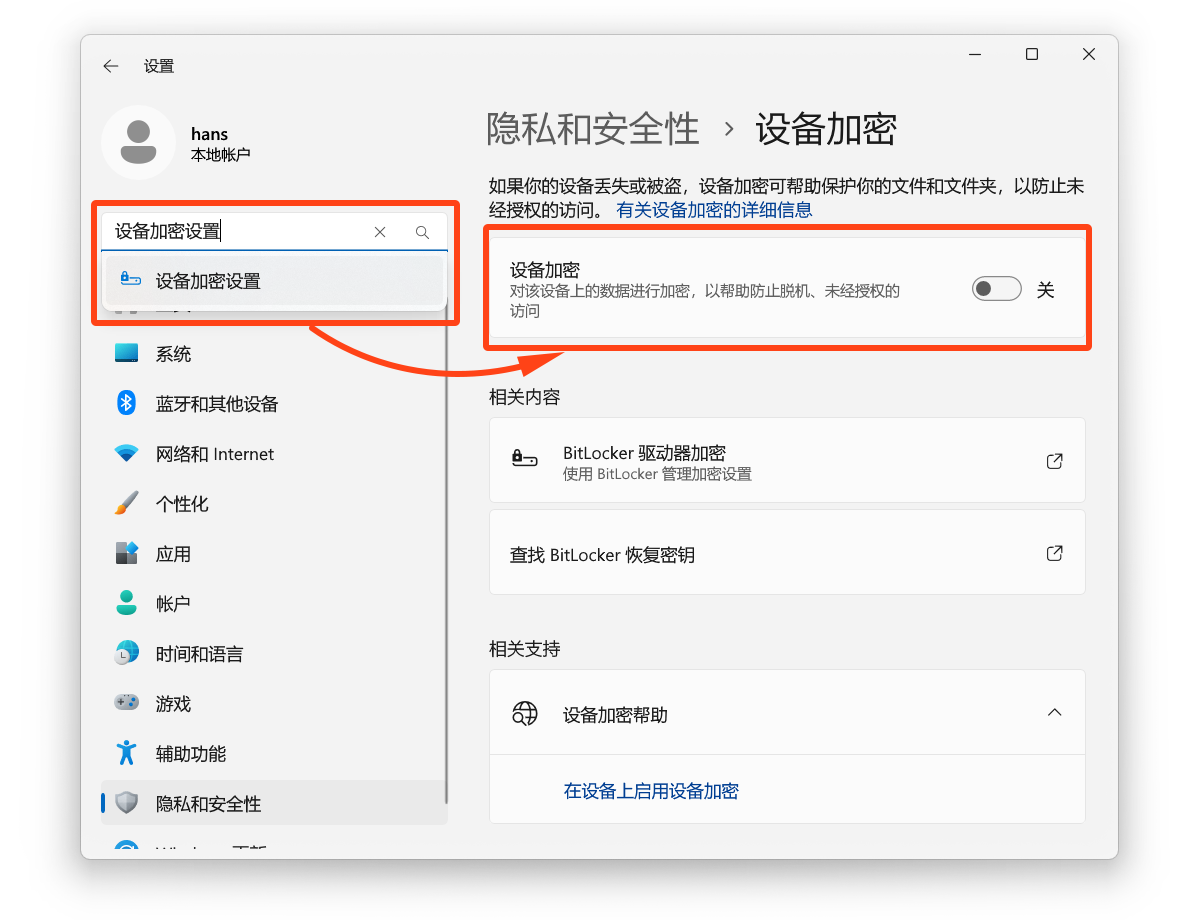 设置
hans
本地帐户
设备加密设置
设备加密设置
系统
蓝牙和其他设备
网络和 Internet
个性化
应用
帐户
时间和语言
游戏
辅助功能
隐私和安全性
隐私和安全性 › 设备加密
如果你的设备丢失或被盗，设备加密可帮助保护你的文件和文件夹，以防止未
经授权的访问。 有关设备加密的详细信息
设备加密
对该设备上的数据进行加密，以帮助防止脱机、未经授权的
访问
关
相关内容
BitLocker 驱动器加密
使用 BitLocker 管理加密设置
查找 BitLocker 恢复密钥
相关支持
设备加密帮助
在设备上启用设备加密